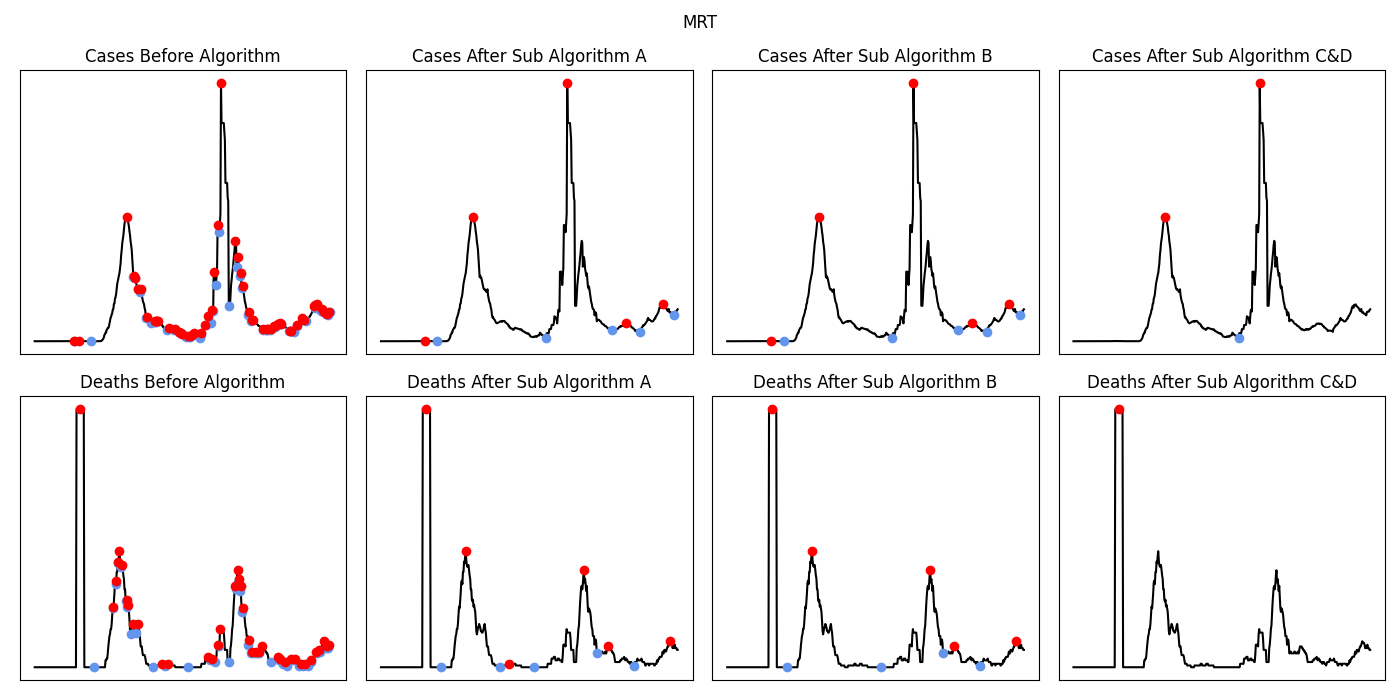 MRT
Cases Before Algorithm
Cases After Sub Algorithm A
Cases After Sub Algorithm B
Cases After Sub Algorithm C&D
Deaths Before Algorithm
Deaths After Sub Algorithm A
Deaths After Sub Algorithm B
Deaths After Sub Algorithm C&D